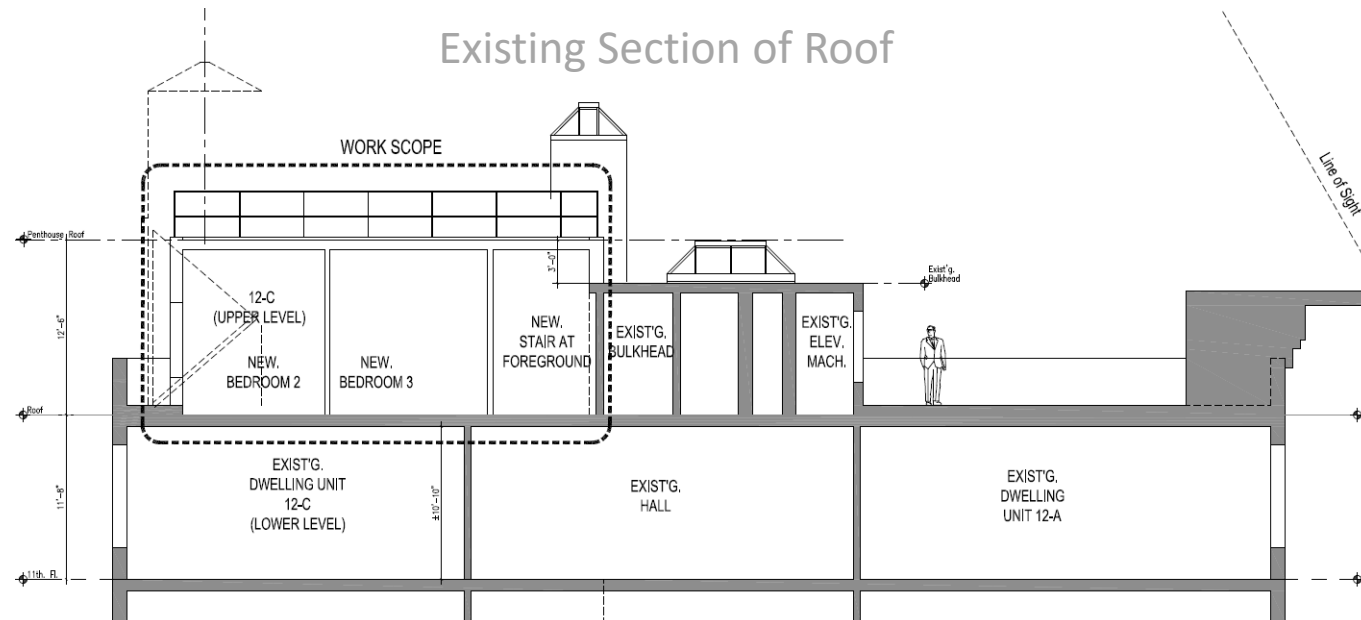 Existing Section of Roof
WORK SCOPE
Line of Sight
Penthouse Roof
3'-0"
Exist'g.
Bulkhead
12'-6"
12-C
(UPPER LEVEL)
NEW.
BEDROOM 2
NEW.
BEDROOM 3
NEW.
STAIR AT
FOREGROUND
EXIST'G.
BULKHEAD
EXIST'G.
ELEV.
MACH.
Roof
11'-8"
EXIST'G.
DWELLING UNIT
12-C
(LOWER LEVEL)
±10'-10"
EXIST'G.
HALL
EXIST'G.
DWELLING
UNIT 12-A
11th. Fl.